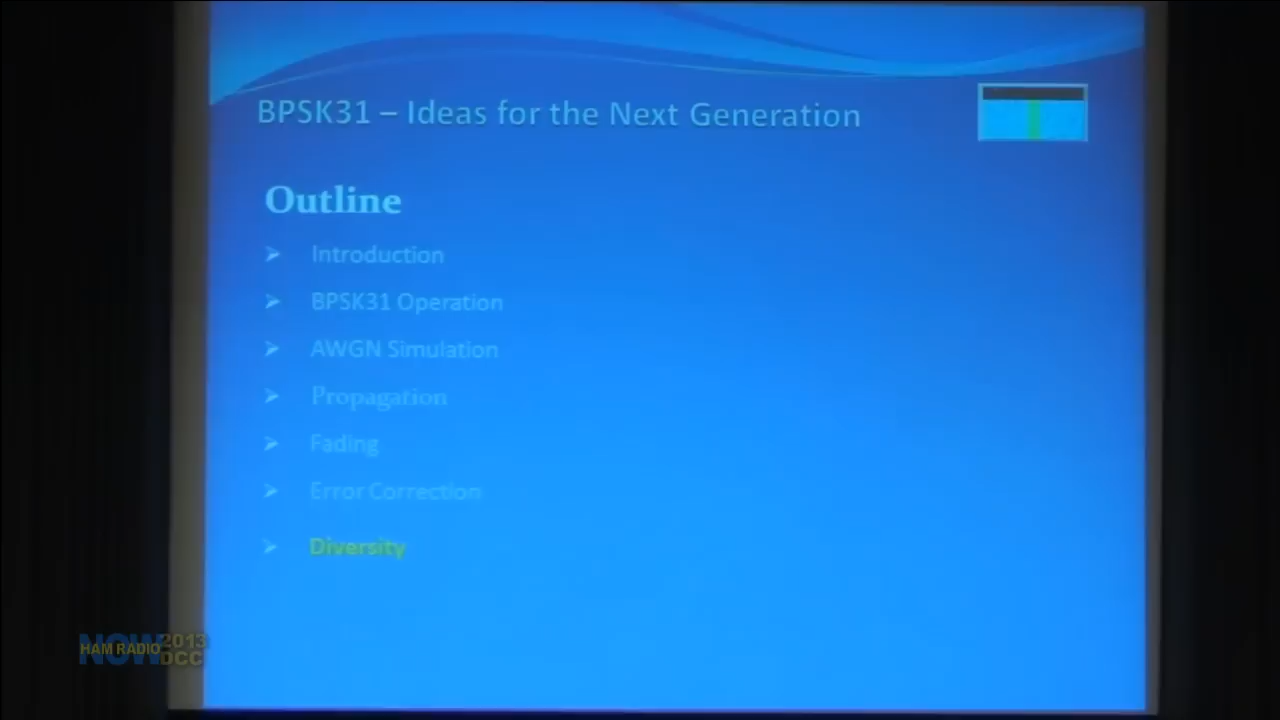 BPSK31 – Ideas for the Next Generation
Outline
Introduction
BPSK31 Operation
AWGN Simulation
Propagation
Fading
Error Correction
Diversity
HAM RADIO NOW 2013 DCC